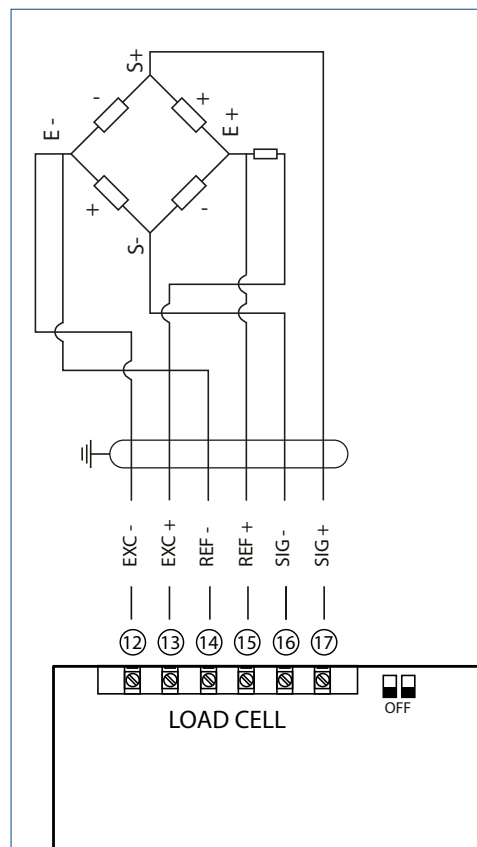 S+
- +
E - E +
+ -
S-
EXC - EXC + REF - REF + SIG - SIG +
12 13 14 15 16 17
LOAD CELL
OFF